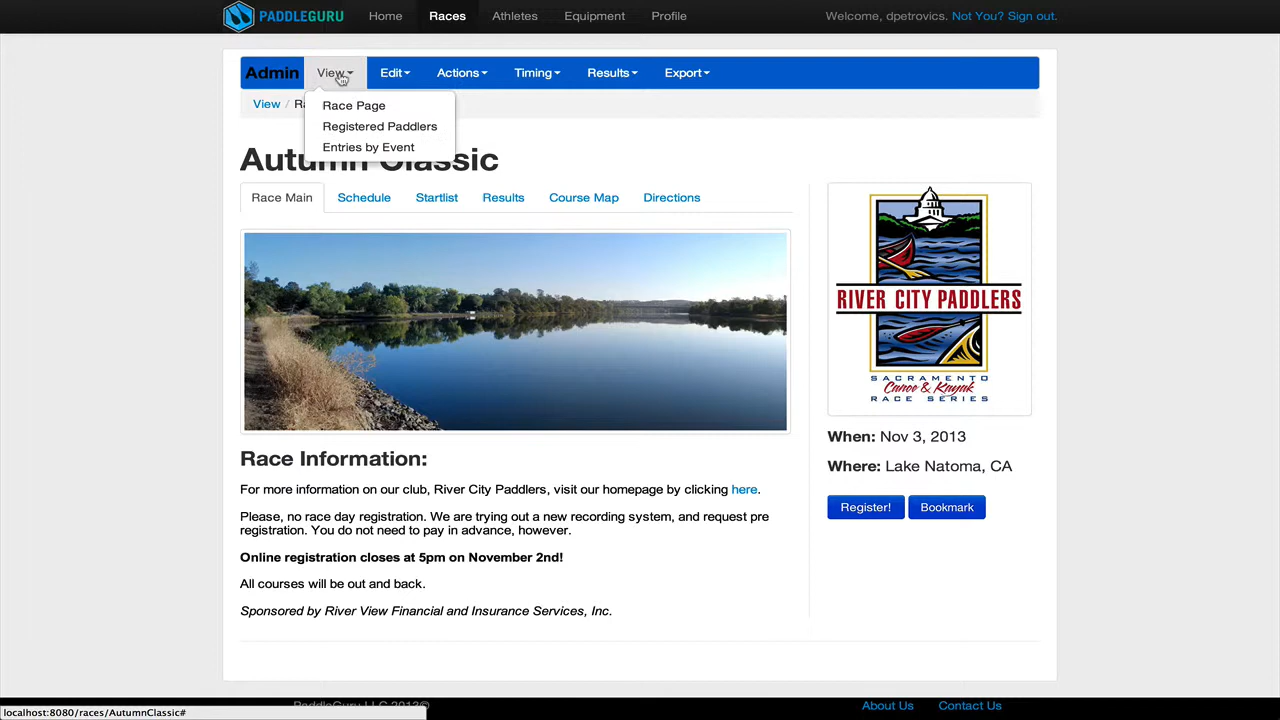 PADDLEGURU Home Races Athletes Equipment Profile Welcome, dpetrovics. Not You? Sign out.
Admin View Edit Actions Timing Results Export
View / Ra
Race Page
Registered Paddlers
Entries by Event
Autumn Classic
Race Main Schedule Startlist Results Course Map Directions
RIVER CITY PADDLERS
SACRAMENTO
Canoe & Kayak
RACE SERIES
When: Nov 3, 2013
Where: Lake Natoma, CA
Register! Bookmark
Race Information:
For more information on our club, River City Paddlers, visit our homepage by clicking here.
Please, no race day registration. We are trying out a new recording system, and request pre
registration. You do not need to pay in advance, however.
Online registration closes at 5pm on November 2nd!
All courses will be out and back.
Sponsored by River View Financial and Insurance Services, Inc.
PaddleGuru LLC 2013© About Us Contact Us
localhost:8080/races/AutumnClassic#